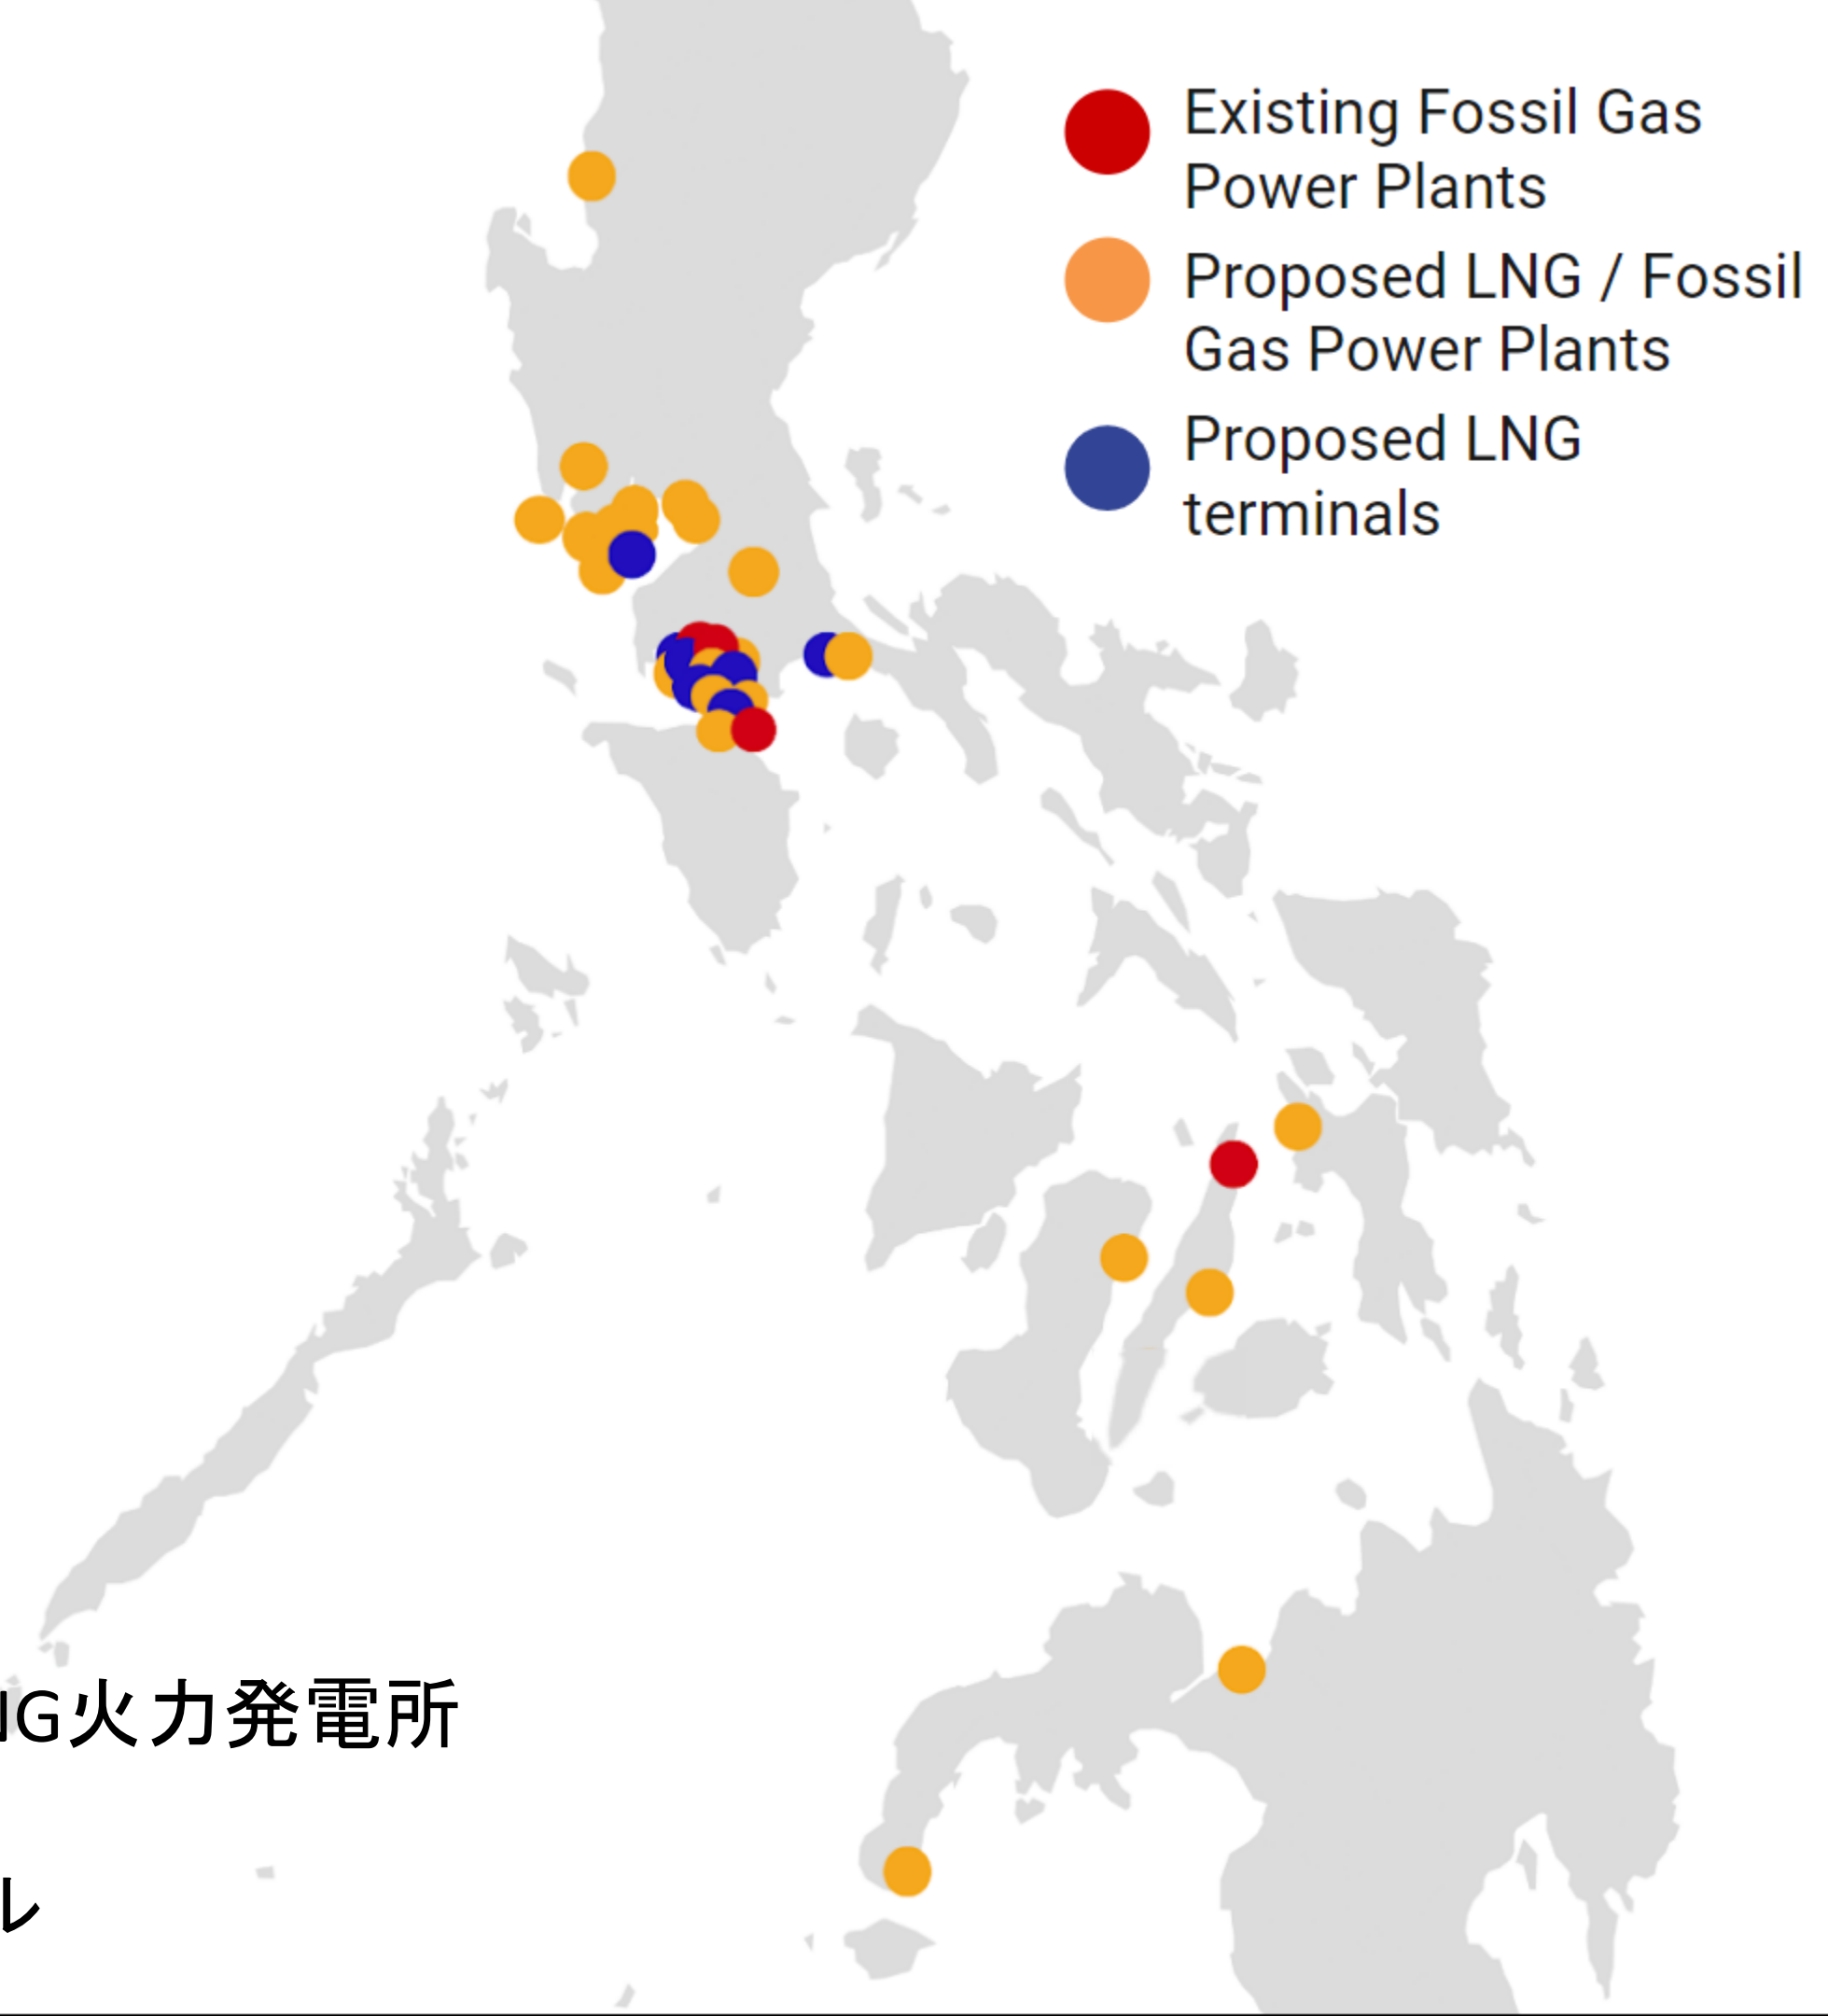 Existing Fossil Gas
Power Plants
Proposed LNG / Fossil
Gas Power Plants
Proposed LNG
terminals
G火力発電所
ル